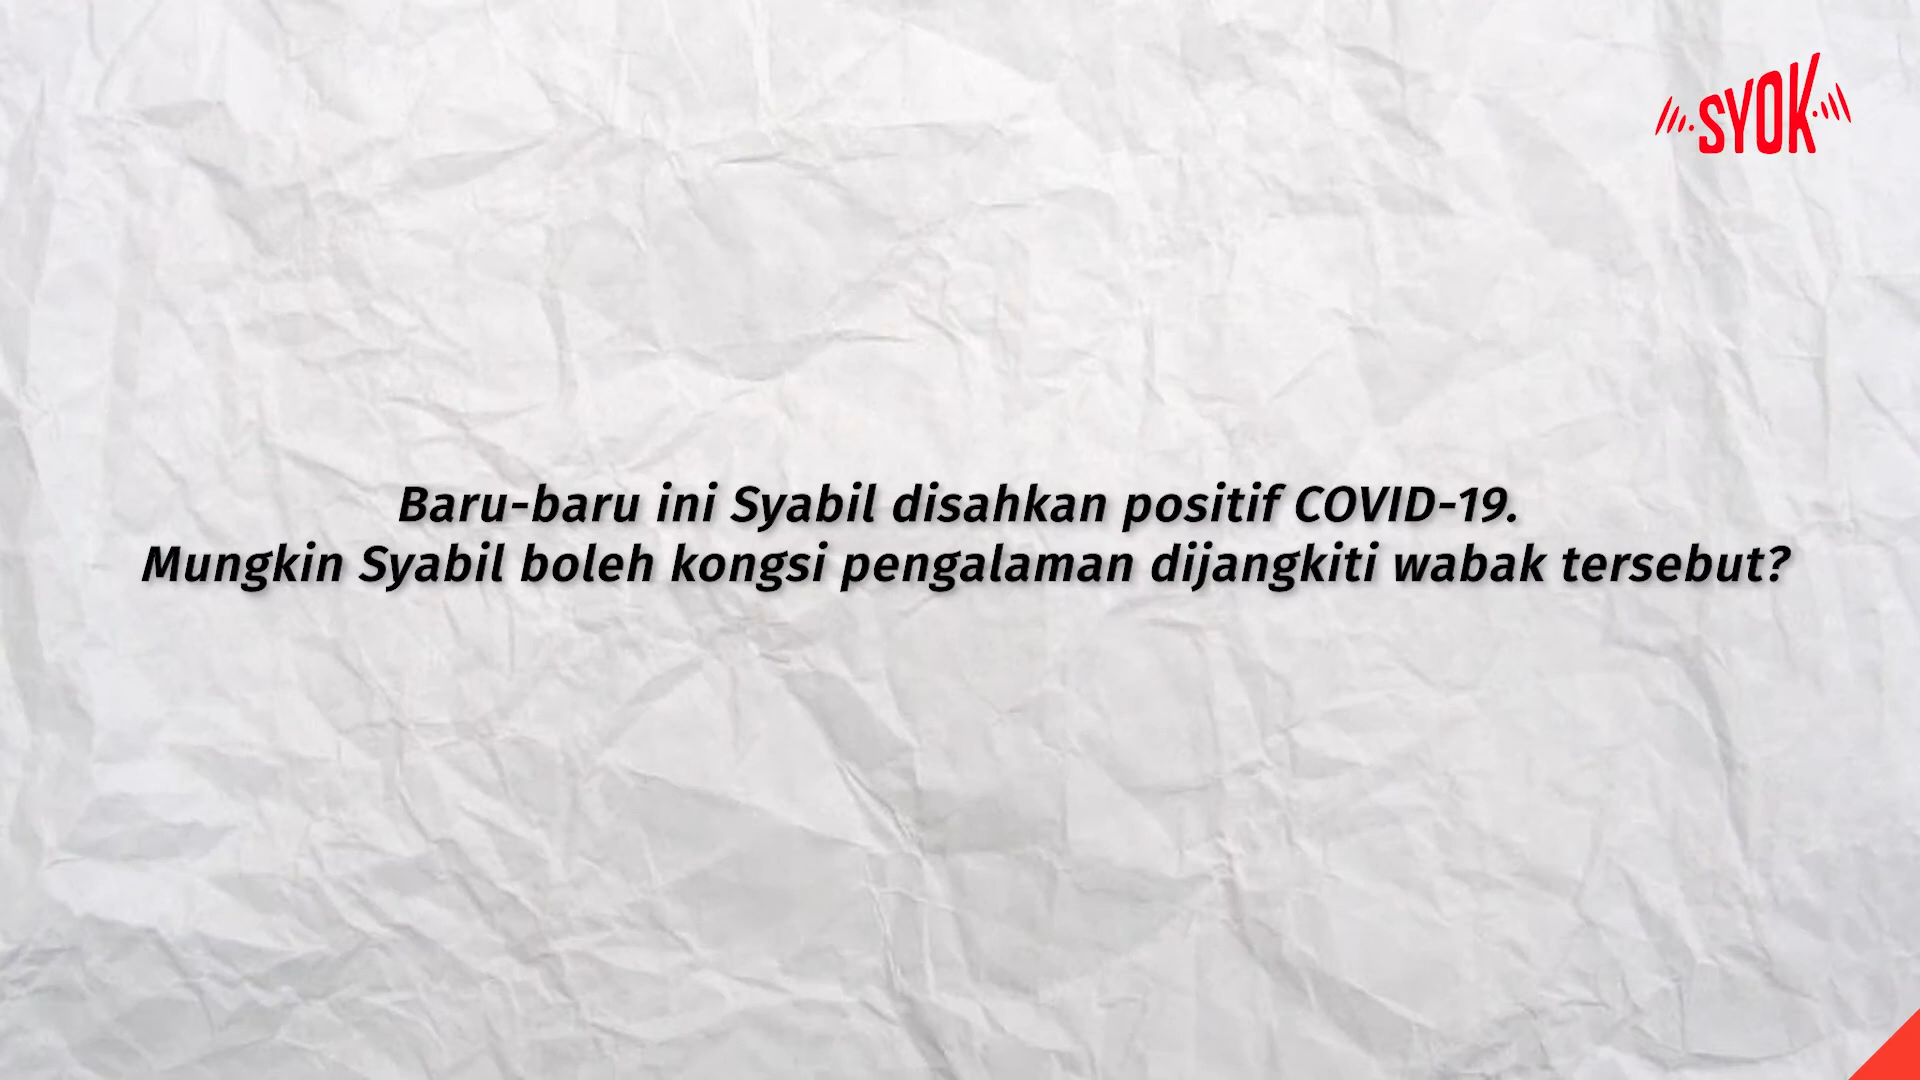 SYOK
Baru-baru ini Syabil disahkan positif COVID-19.
Mungkin Syabil boleh kongsi pengalaman dijangkiti wabak tersebut?